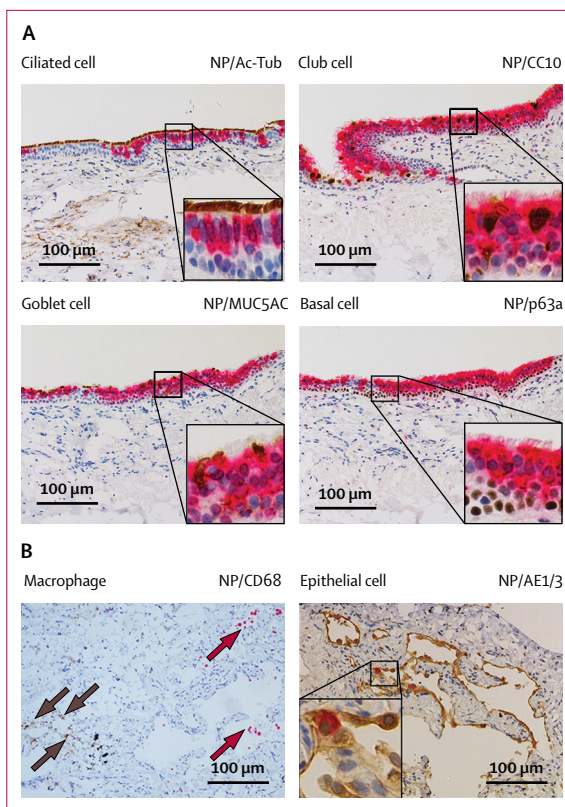 A
Ciliated cell NP/Ac-Tub
Club cell NP/CC10
100 µm
100 µm
Goblet cell NP/MUC5AC
Basal cell NP/p63a
100 µm
100 µm
B
Macrophage NP/CD68
Epithelial cell NP/AE1/3
100 µm
100 µm